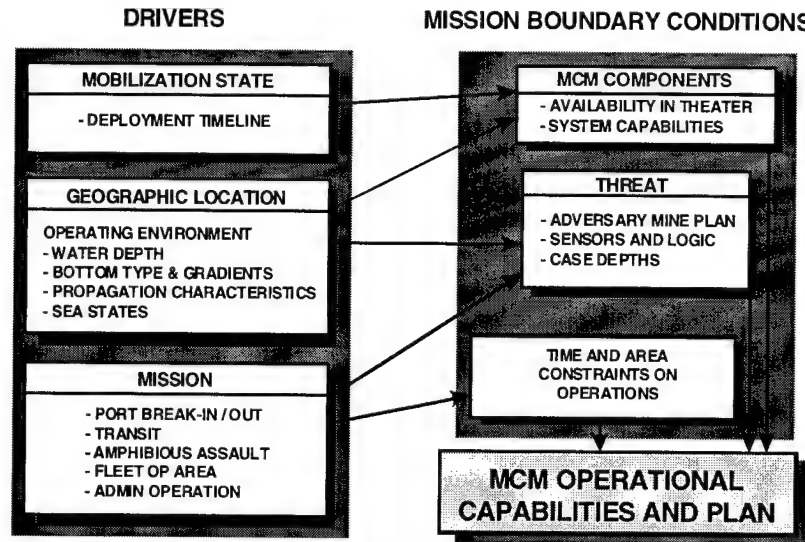 DRIVERS
MISSION BOUNDARY CONDITIONS
MOBILIZATION STATE
- DEPLOYMENT TIMELINE
GEOGRAPHIC LOCATION
OPERATING ENVIRONMENT
- WATER DEPTH
- BOTTOM TYPE & GRADIENTS
- PROPAGATION CHARACTERISTICS
- SEA STATES
MISSION
- PORT BREAK-IN / OUT
- TRANSIT
- AMPHIBIOUS ASSAULT
- FLEET OP AREA
- ADMIN OPERATION
MCM COMPONENTS
- AVAILABILITY IN THEATER
- SYSTEM CAPABILITIES
THREAT
- ADVERSARY MINE PLAN
- SENSORS AND LOGIC
- CASE DEPTHS
TIME AND AREA
CONSTRAINTS ON
OPERATIONS
MCM OPERATIONAL
CAPABILITIES AND PLAN